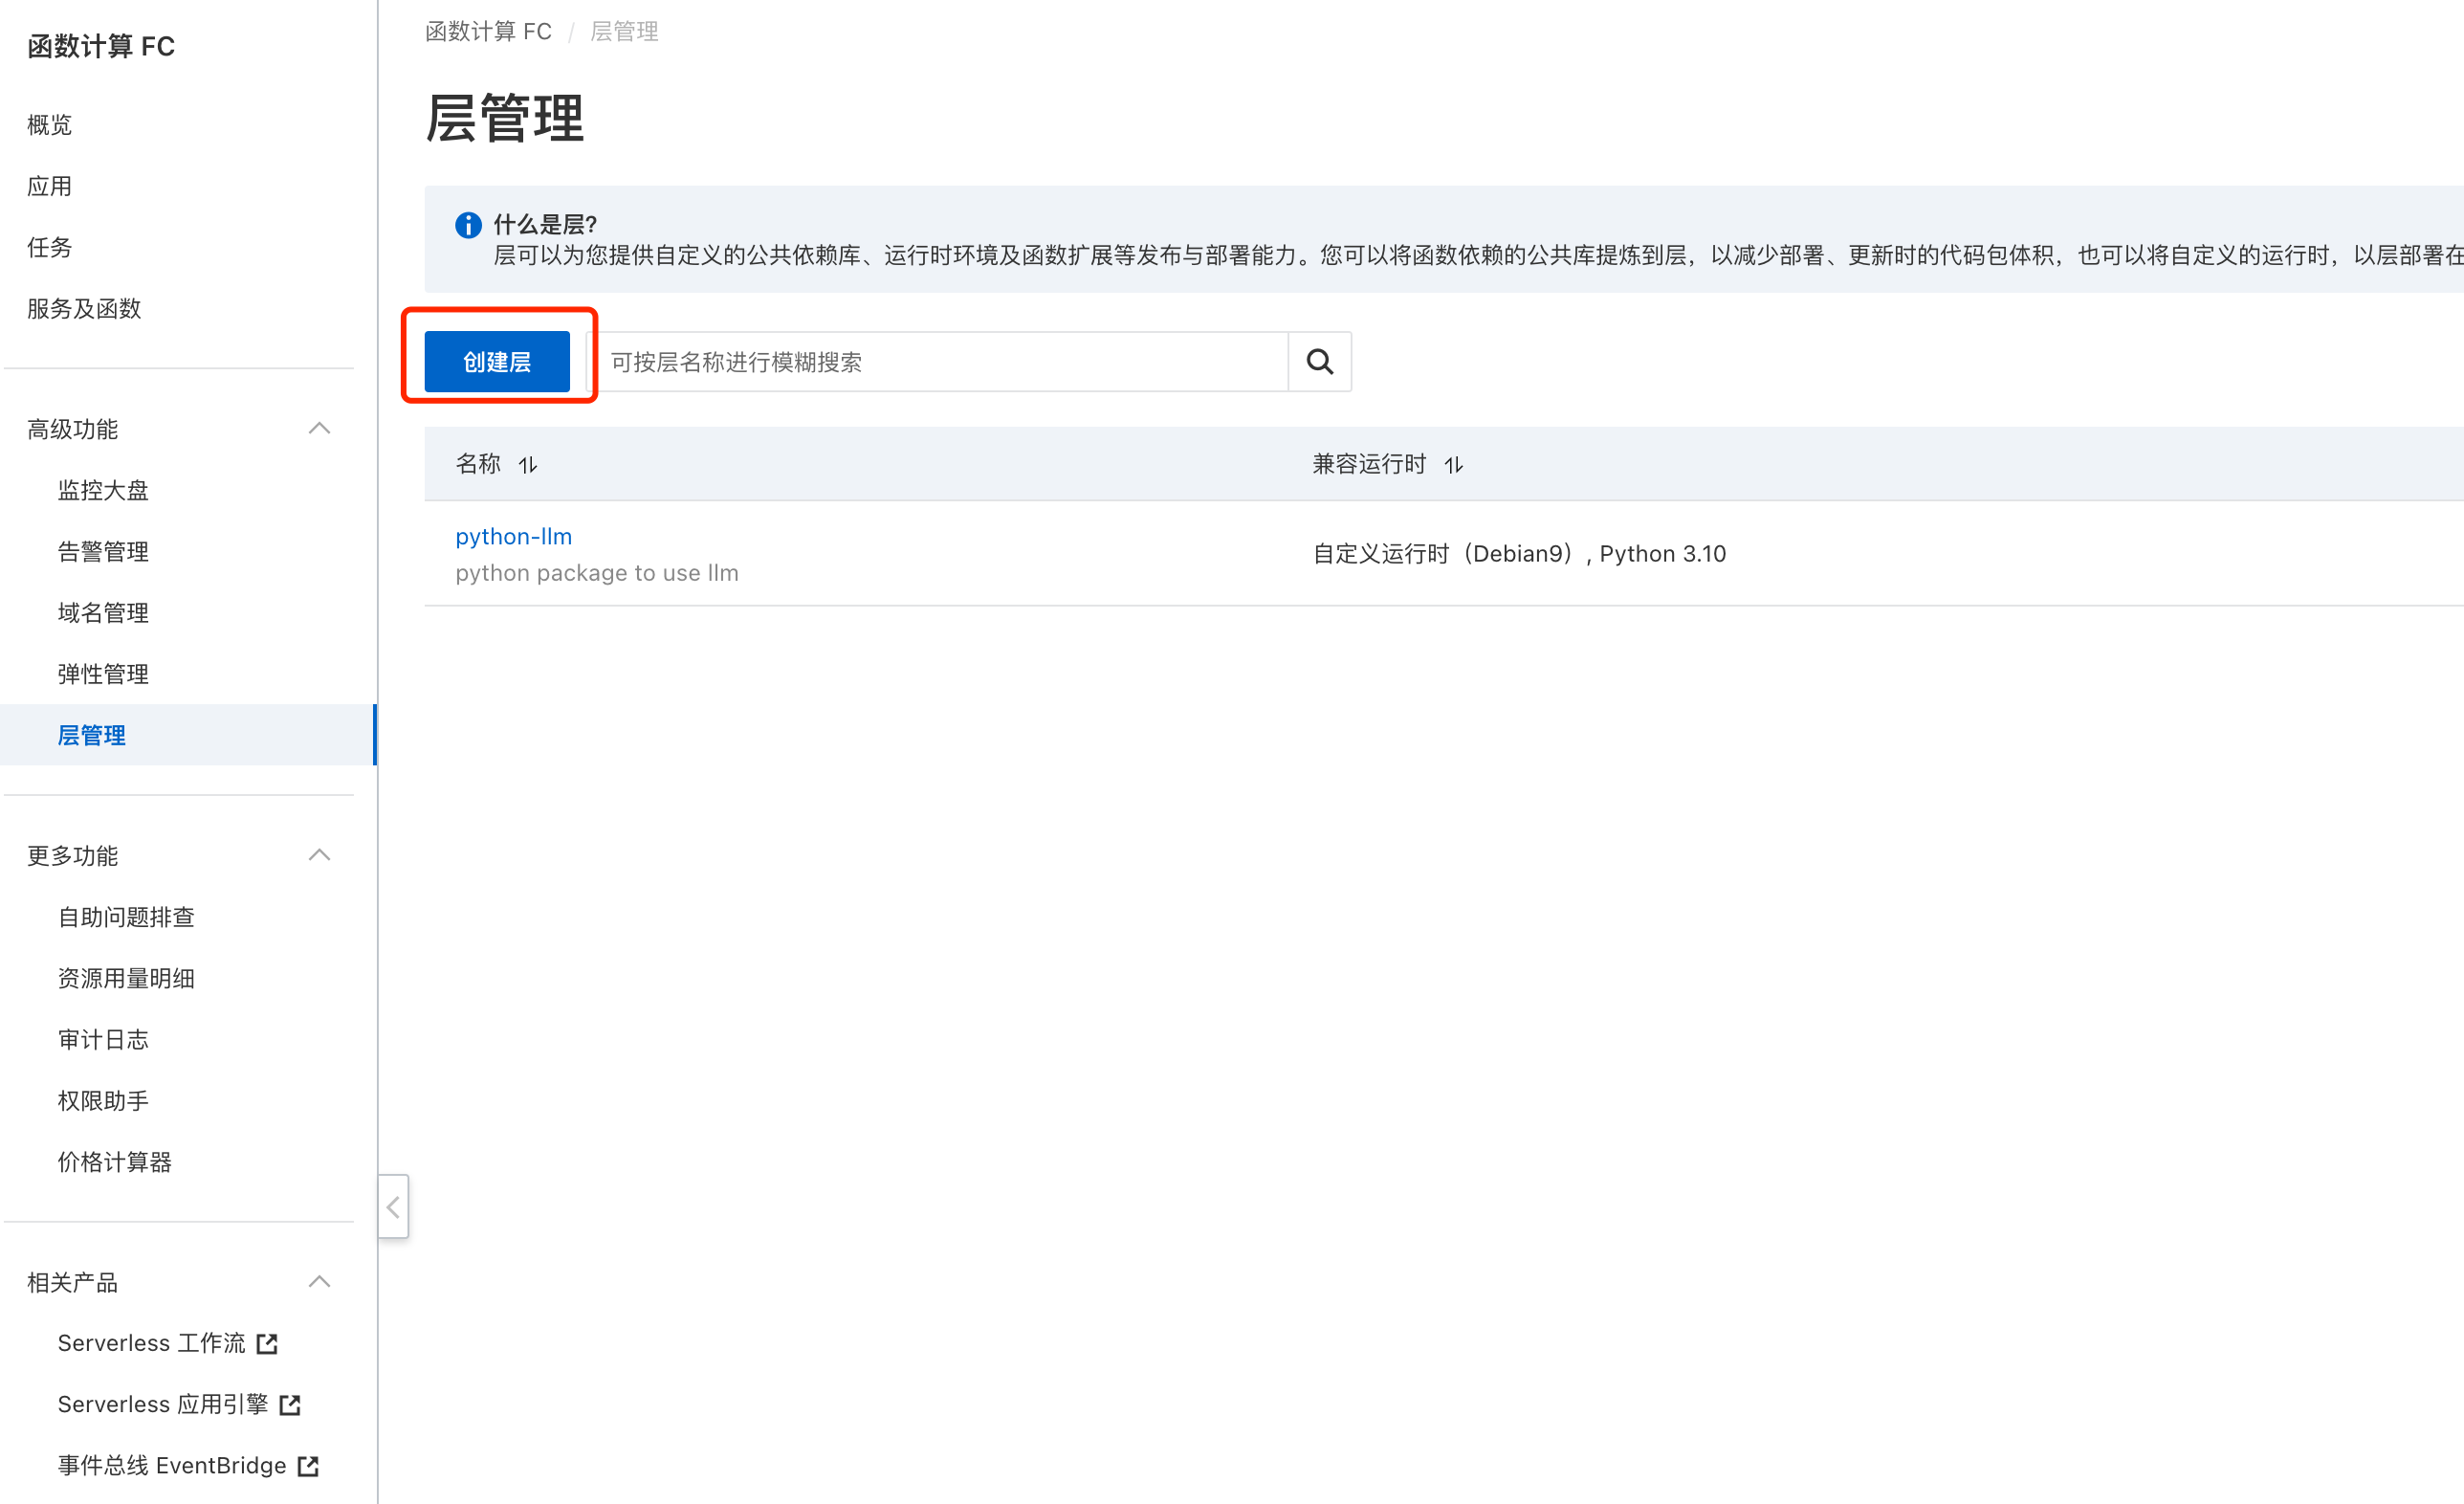 函数计算 FC
概览
应用
任务
服务及函数
高级功能
监控大盘
告警管理
域名管理
弹性管理
层管理
更多功能
自助问题排查
资源用量明细
审计日志
权限助手
价格计算器
相关产品
Serverless 工作流
Serverless 应用引擎
事件总线 EventBridge
函数计算 FC / 层管理
层管理
什么是层?
层可以为您提供自定义的公共依赖库、运行时环境及函数扩展等发布与部署能力。您可以将函数依赖的公共库提炼到层，以减少部署、更新时的代码包体积，也可以将自定义的运行时，以层部署在
创建层 可按层名称进行模糊搜索
名称 兼容运行时
python-llm
python package to use llm
自定义运行时（Debian9）, Python 3.10